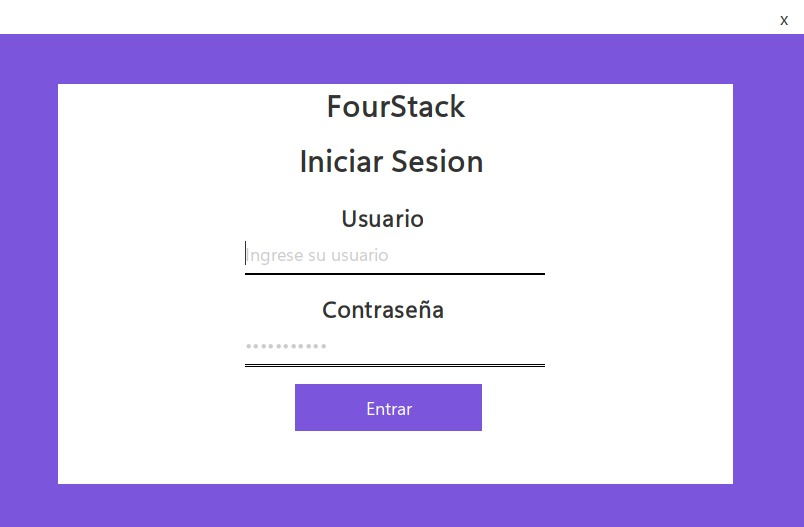 X
FourStack
Iniciar Sesion
Usuario
Ingrese su usuario
Contraseña
•••••••••••
Entrar